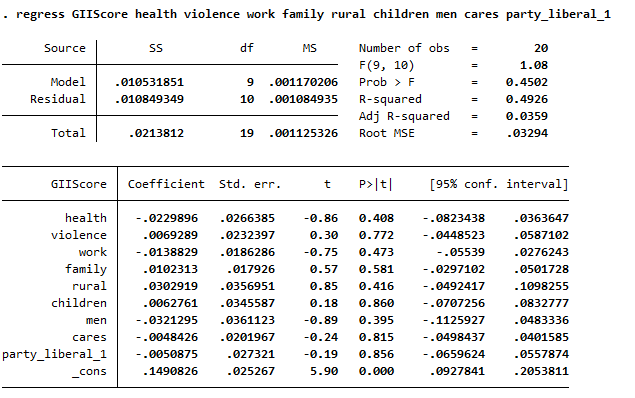 . regress GIIScore health violence work family rural children men cares party_liberal_1
Source SS df MS Number of obs = 20
F(9, 10) = 1.08
Model .010531851 9 .001170206 Prob > F = 0.4502
Residual .010849349 10 .001084935 R-squared = 0.4926
Adj R-squared = 0.0359
Total .0213812 19 .001125326 Root MSE = .03294
GIIScore Coefficient Std. err. t P>|t| [95% conf. interval]
health -.0229896 .0266385 -0.86 0.408 -.0823438 .0363647
violence .0069289 .0232397 0.30 0.772 -.0448523 .0587102
work -.0138829 .0186286 -0.75 0.473 -.05539 .0276243
family .0102313 .017926 0.57 0.581 -.0297102 .0501728
rural .0302919 .0356951 0.85 0.416 -.0492417 .1098255
children .0062761 .0345587 0.18 0.860 -.0707256 .0832777
men -.0321295 .0361123 -0.89 0.395 -.1125927 .0483336
cares -.0048426 .0201967 -0.24 0.815 -.0498437 .0401585
party_liberal_1 -.0050875 .027321 -0.19 0.856 -.0659624 .0557874
_cons .1490826 .025267 5.90 0.000 .0927841 .2053811